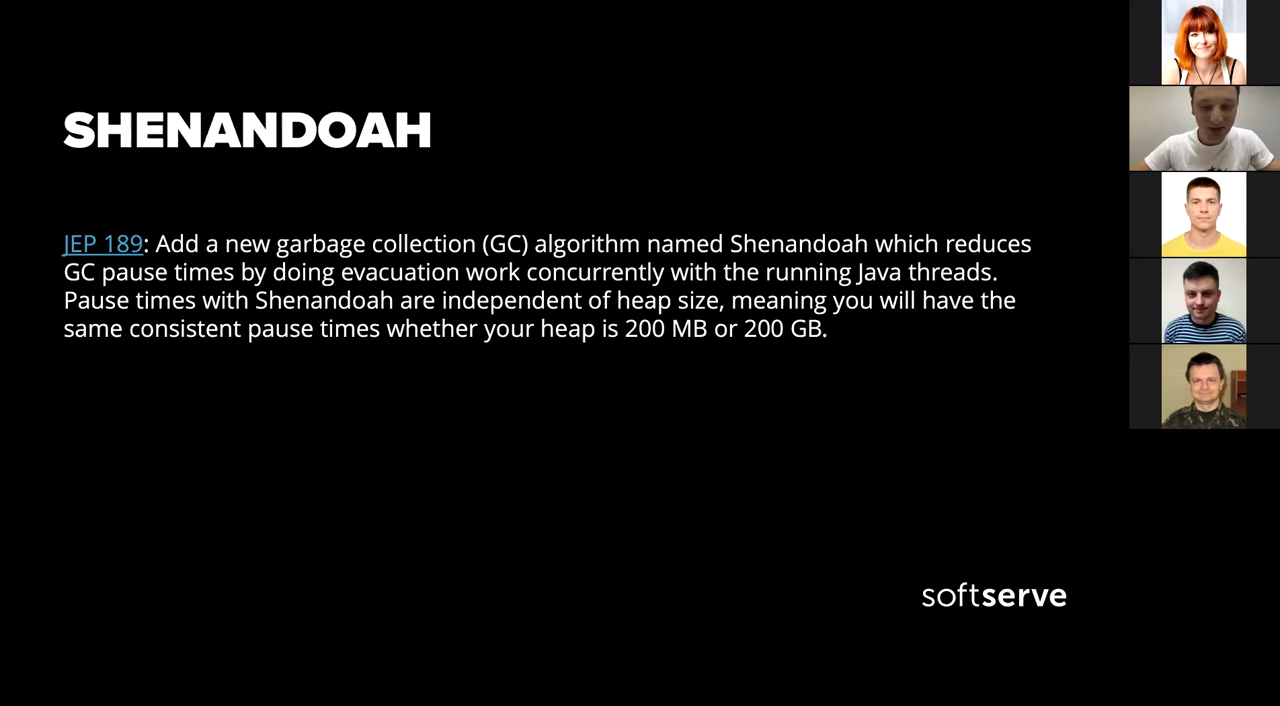 SHENANDOAH
JEP 189: Add a new garbage collection (GC) algorithm named Shenandoah which reduces
GC pause times by doing evacuation work concurrently with the running Java threads.
Pause times with Shenandoah are independent of heap size, meaning you will have the
same consistent pause times whether your heap is 200 MB or 200 GB.
softserve